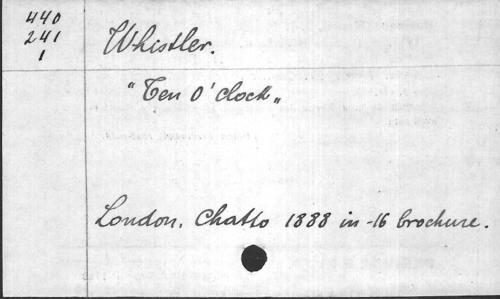 440
241
1
Whistler.
"Ten O'clock„
London, Chatto 1888 in-16 brochure.